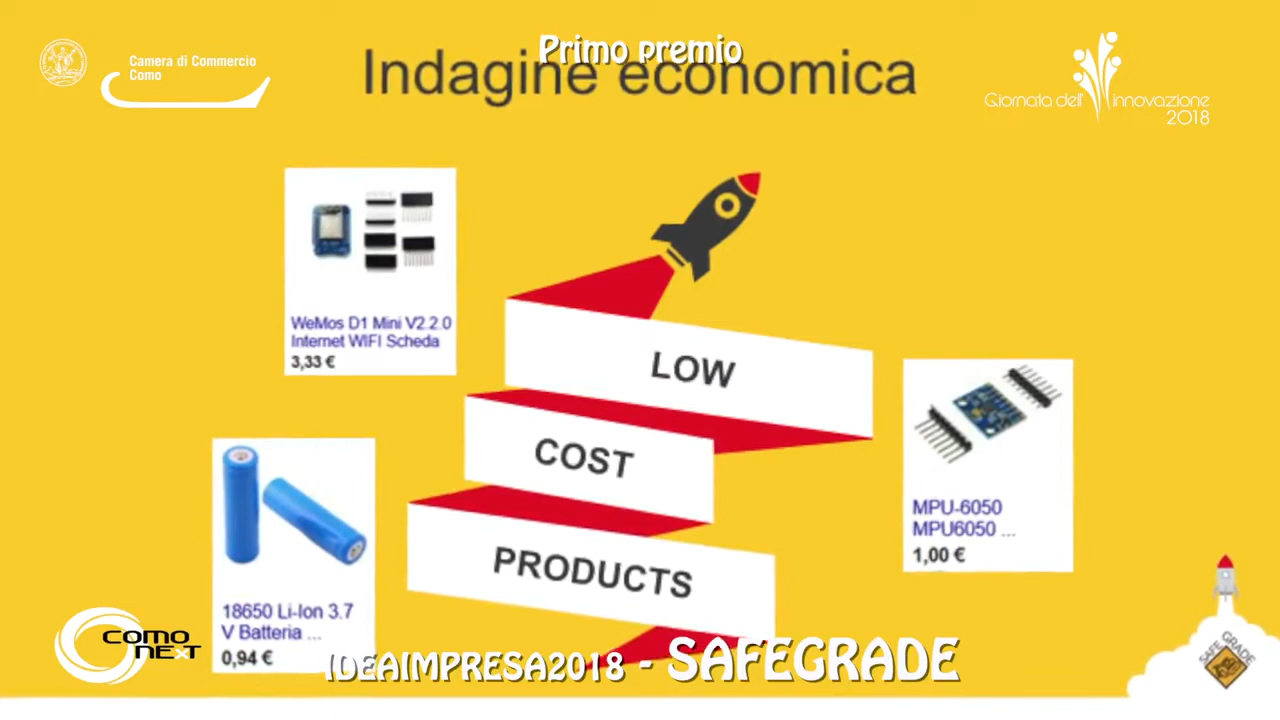 Primo premio
Indagine economica
Camera di Commercio
Como
Giornata dell'innovazione
2018
WeMos D1 Mini V2.2.0
Internet WIFI Scheda
3,33 €
LOW
COST
PRODUCTS
MPU-6050
MPU6050 ...
1,00 €
18650 Li-Ion 3.7
V Batteria ...
0,94 €
COMO
NExT
IDEAIMPRESA2018 - SAFEGRADE
SAFEGRADE